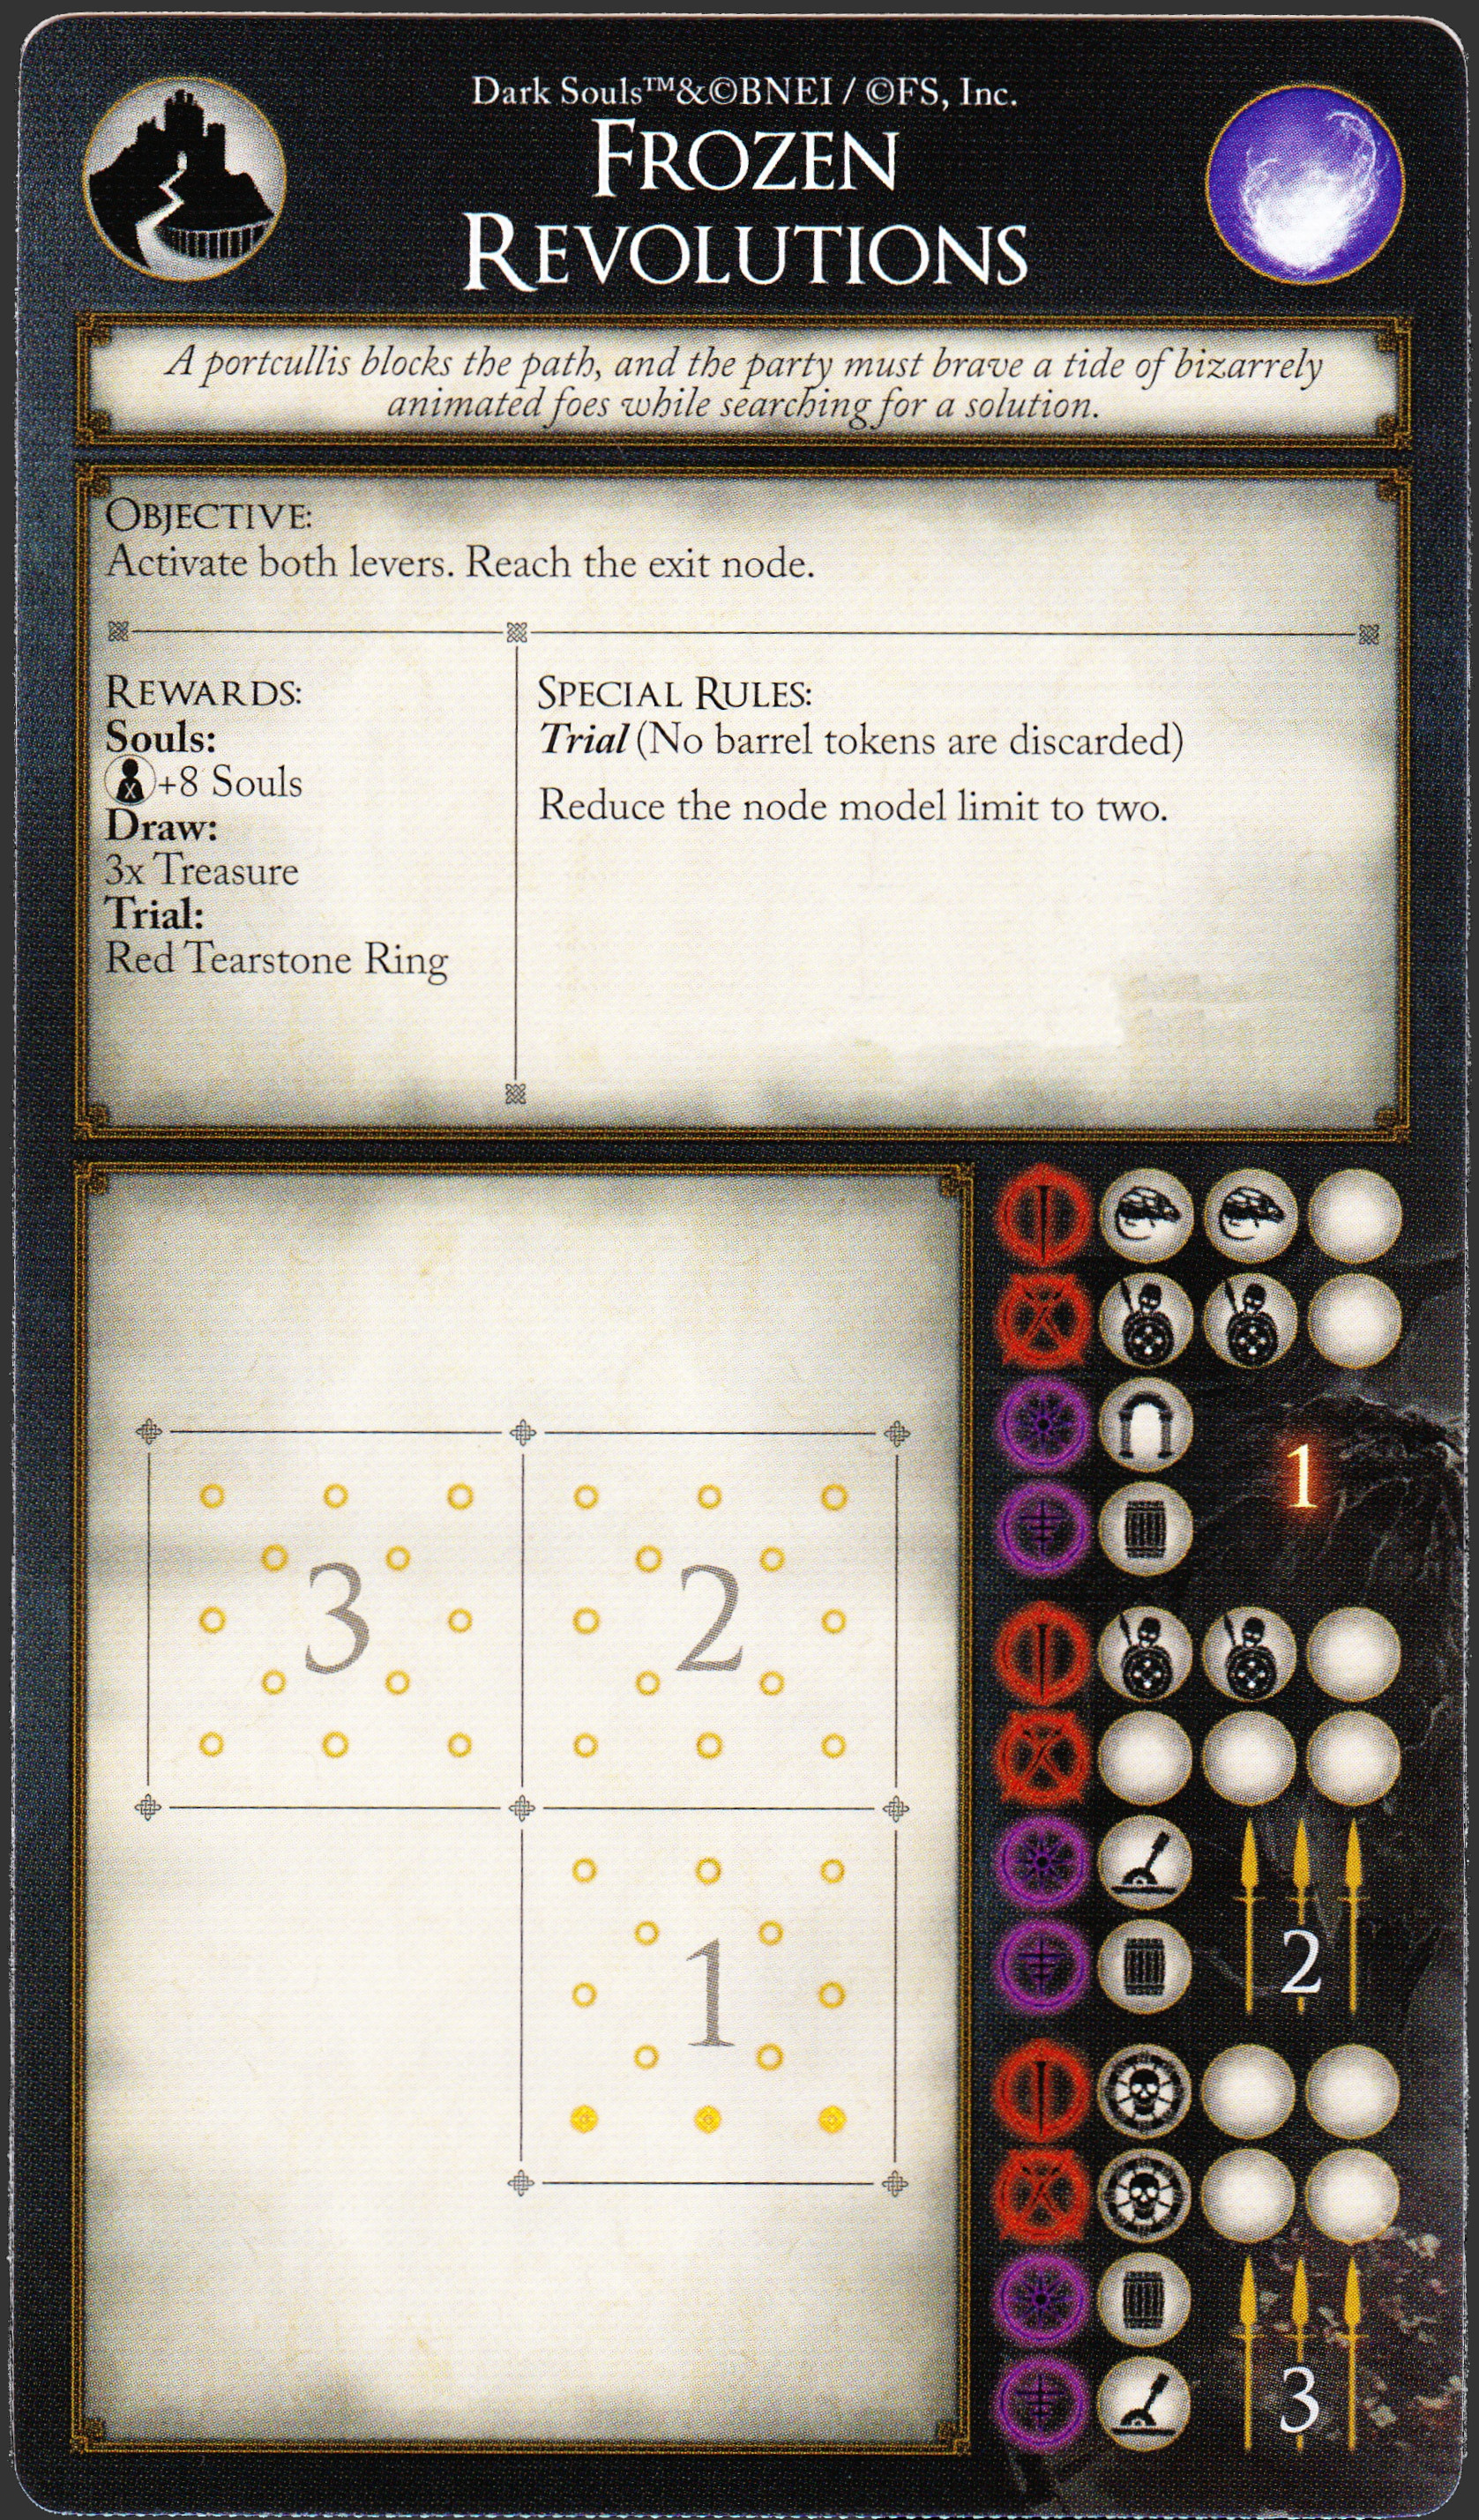 Dark Souls™&©BNEI / ©FS, Inc.
FROZEN
REVOLUTIONS
A portcullis blocks the path, and the party must brave a tide of bizarrely
animated foes while searching for a solution.
OBJECTIVE:
Activate both levers. Reach the exit node.
REWARDS:
Souls:
x+8 Souls
Draw:
3x Treasure
Trial:
Red Tearstone Ring
SPECIAL RULES:
Trial (No barrel tokens are discarded)
Reduce the node model limit to two.
3
2
1
1
2
3